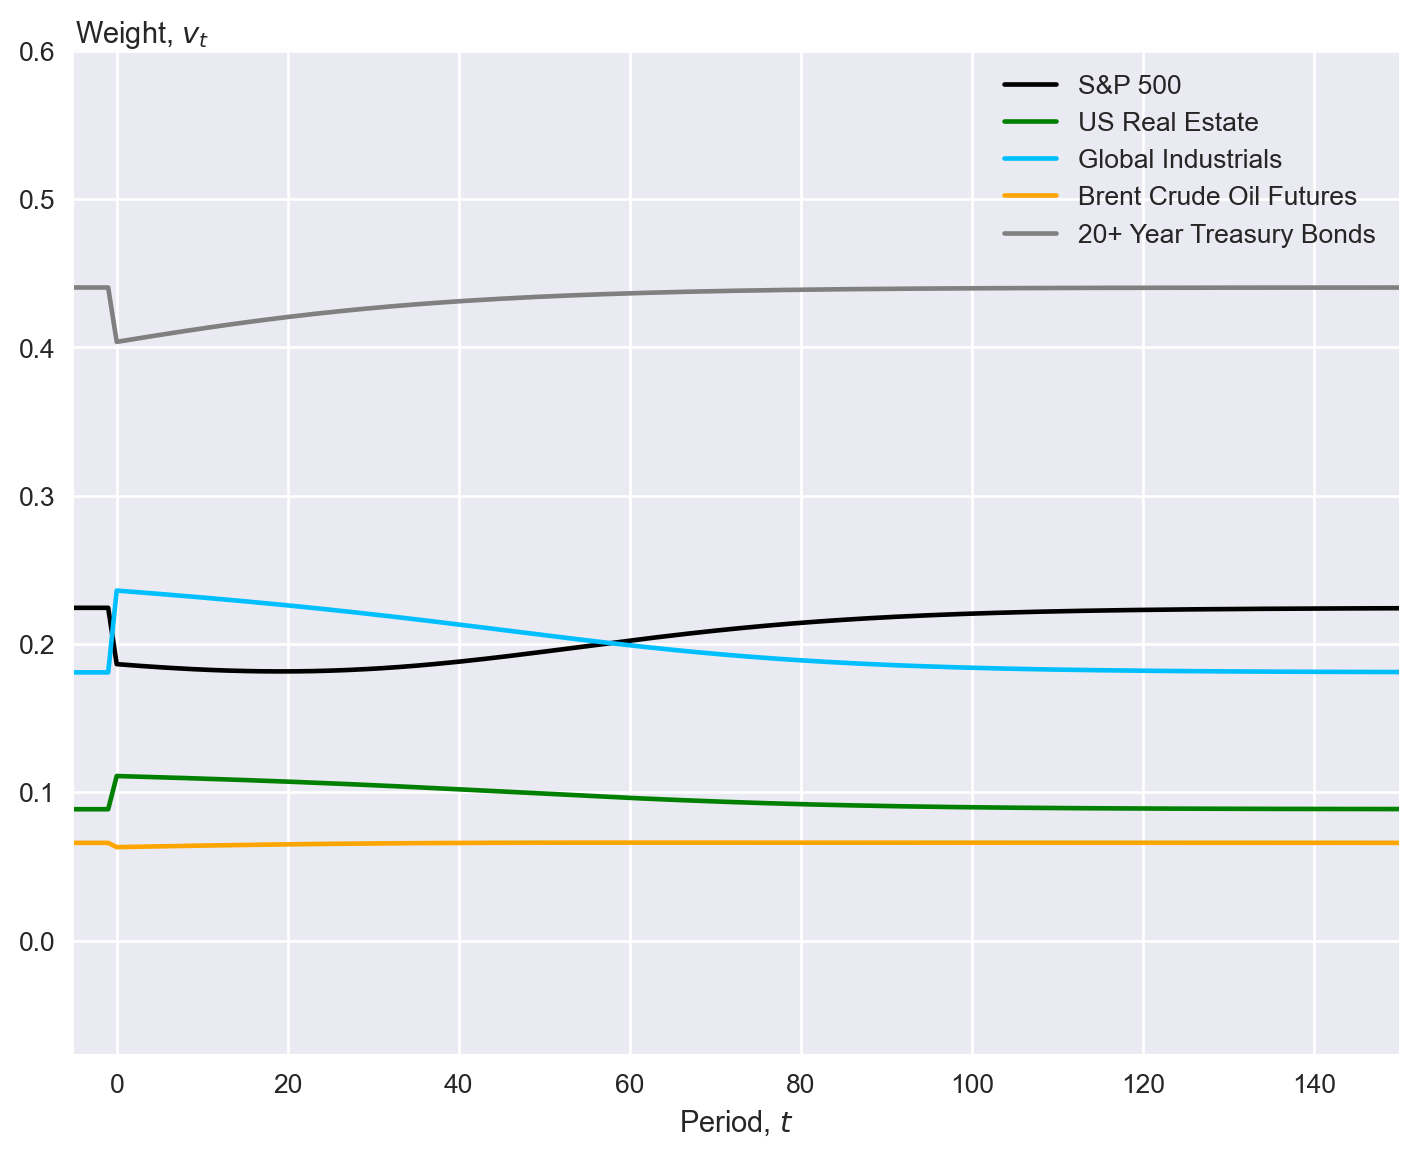 Weight, vt
0.6
0.5
0.4
0.3
0.2
0.1
0.0
S&P 500
US Real Estate
Global Industrials
Brent Crude Oil Futures
20+ Year Treasury Bonds
0 20 40 60 80 100 120 140
Period, t